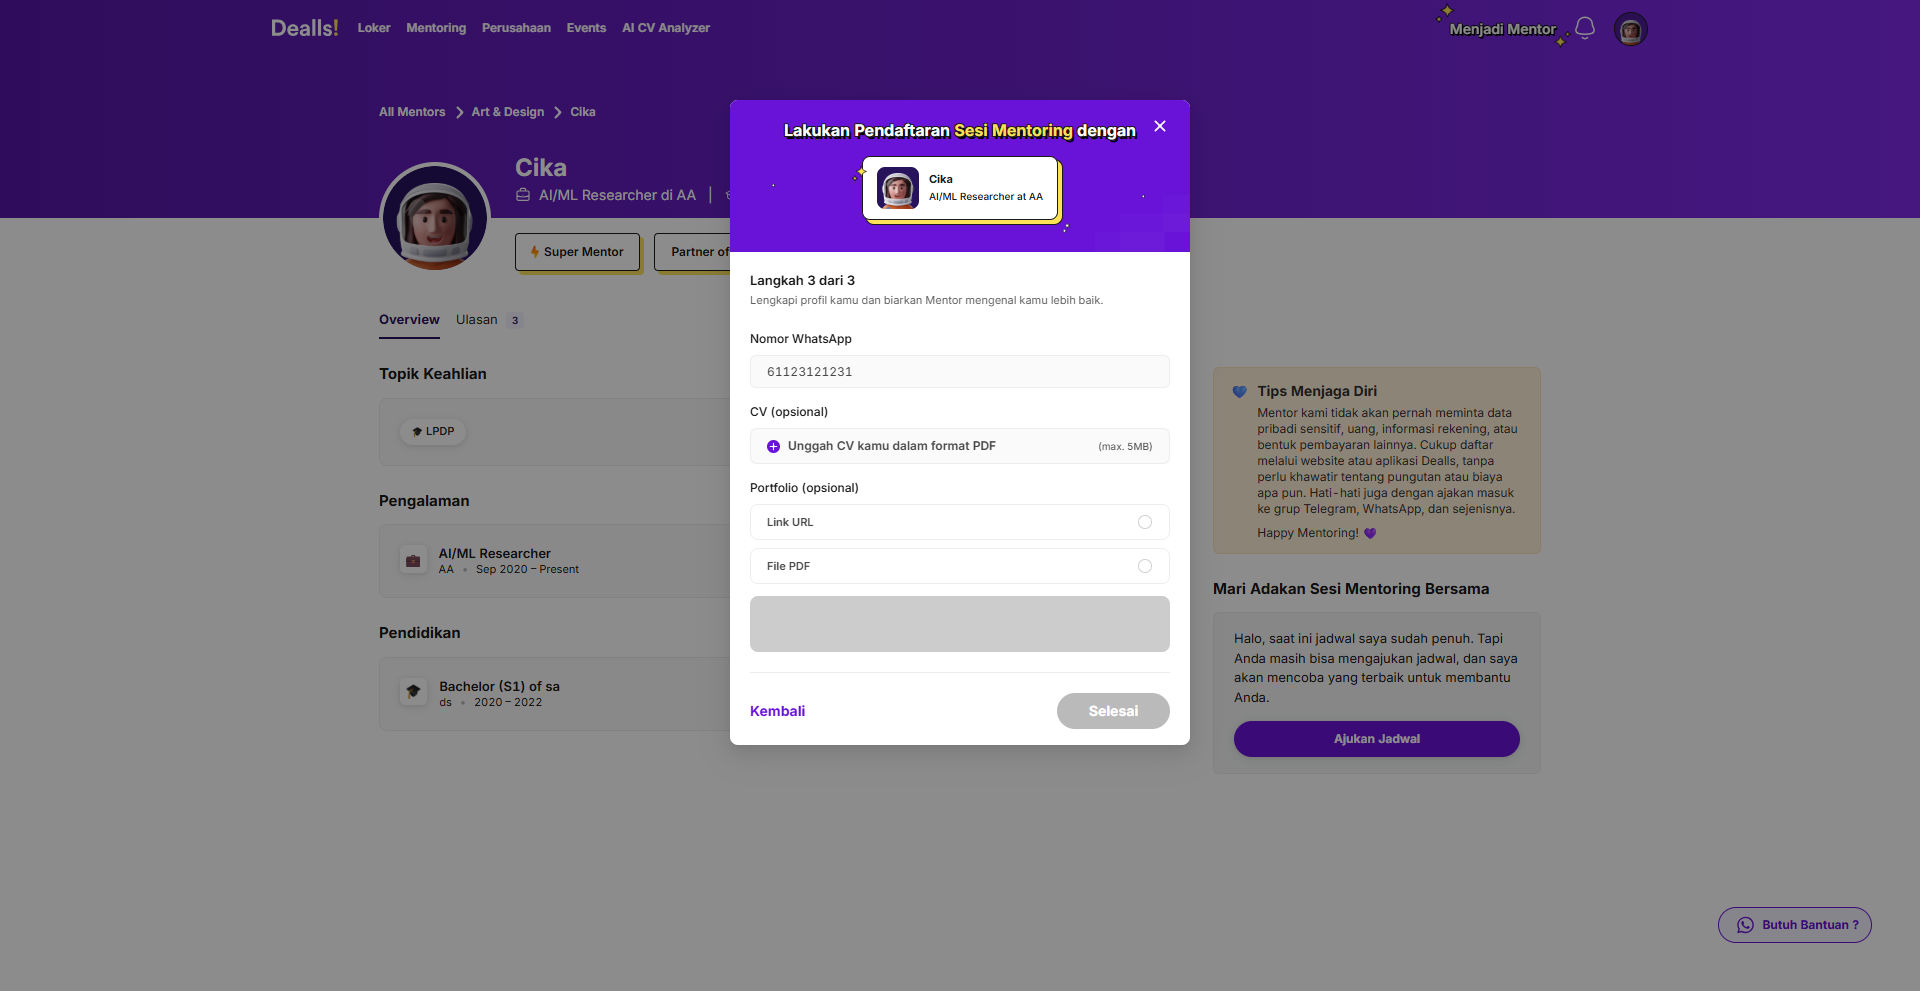 Dealls!
Loker
Mentoring
Perusahaan
Events
AI CV Analyzer
Menjadi Mentor
All Mentors
Art & Design
Cika
Cika
AI/ML Researcher di AA
Super Mentor
Partner of
Overview
Ulasan
3
Topik Keahlian
LPDP
Pengalaman
AI/ML Researcher
AA • Sep 2020 – Present
Pendidikan
Bachelor (S1) of sa
ds • 2020 – 2022
Lakukan Pendaftaran Sesi Mentoring dengan
Cika
AI/ML Researcher at AA
Langkah 3 dari 3
Lengkapi profil kamu dan biarkan Mentor mengenal kamu lebih baik.
Nomor WhatsApp
61123121231
CV (opsional)
Unggah CV kamu dalam format PDF
(max. 5MB)
Portfolio (opsional)
Link URL
File PDF
Kembali
Selesai
Tips Menjaga Diri
Mentor kami tidak akan pernah meminta data
pribadi sensitif, uang, informasi rekening, atau
bentuk pembayaran lainnya. Cukup daftar
melalui website atau aplikasi Dealls, tanpa
perlu khawatir tentang pungutan atau biaya
apa pun. Hati-hati juga dengan ajakan masuk
ke grup Telegram, WhatsApp, dan sejenisnya.
Happy Mentoring!
Mari Adakan Sesi Mentoring Bersama
Halo, saat ini jadwal saya sudah penuh. Tapi
Anda masih bisa mengajukan jadwal, dan saya
akan mencoba yang terbaik untuk membantu
Anda.
Ajukan Jadwal
Butuh Bantuan ?